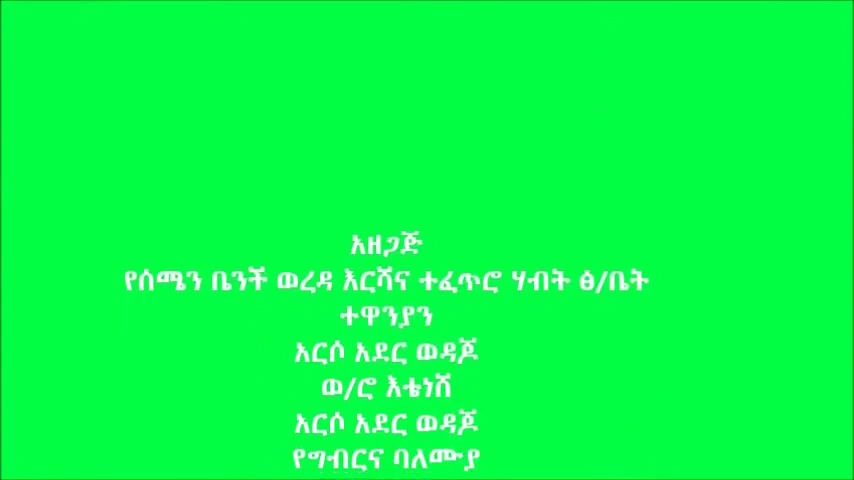 አዘጋጅ
የሰሜን ቤንች ወረዳ እርሻና ተፈጥሮ ሃብት ፅ/ቤት
ተዋንያን
አርሶ አደር ወዳጆ
ወ/ሮ እቴነሽ
አርሶ አደር ወዳጆ
የግብርና ባለሙያ